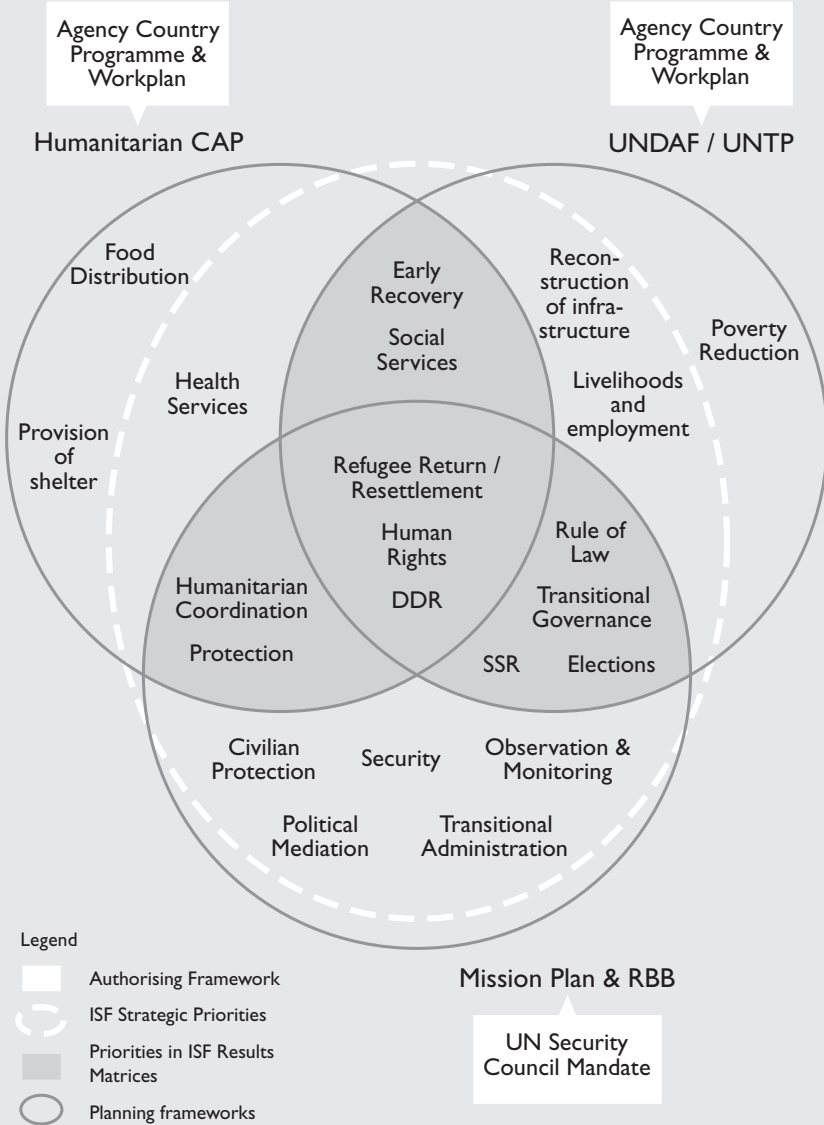 Agency Country
Programme &
Workplan
Humanitarian CAP
Agency Country
Programme &
Workplan
UNDAF / UNTP
Food
Distribution
Health
Services
Provision
of
shelter
Early
Recovery
Social
Services
Recon-
struction
of infra-
structure
Livelihoods
and
employment
Poverty
Reduction
Refugee Return /
Resettlement
Human
Rights
DDR
Humanitarian
Coordination
Protection
Rule of
Law
Transitional
Governance
SSR
Elections
Civilian
Protection
Security
Observation &
Monitoring
Political
Mediation
Transitional
Administration
Mission Plan & RBB
UN Security
Council Mandate
Legend
Authorising Framework
ISF Strategic Priorities
Priorities in ISF Results
Matrices
Planning frameworks